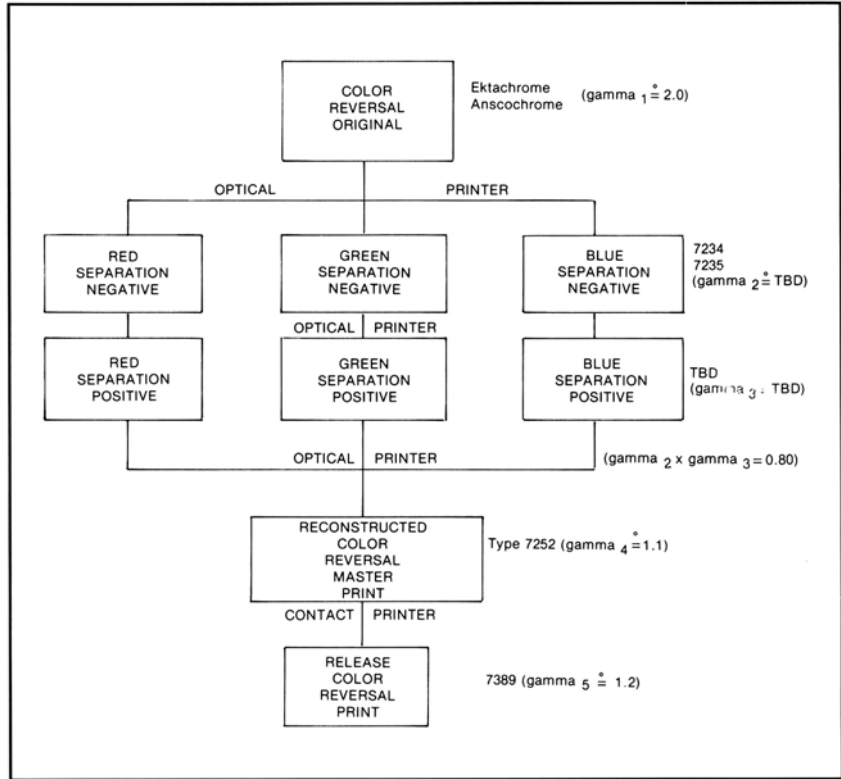 COLOR
REVERSAL
ORIGINAL
Ektachrome
Anscochrome
(gamma 1 ≐ 2.0)
OPTICAL PRINTER
RED
SEPARATION
NEGATIVE
GREEN
SEPARATION
NEGATIVE
BLUE
SEPARATION
NEGATIVE
7234
7235
(gamma 2 ≐ TBD)
OPTICAL PRINTER
RED
SEPARATION
POSITIVE
GREEN
SEPARATION
POSITIVE
BLUE
SEPARATION
POSITIVE
TBD
(gamma 3 = TBD)
OPTICAL PRINTER
(gamma 2 x gamma 3 = 0.80)
RECONSTRUCTED
COLOR
REVERSAL
MASTER
PRINT
Type 7252 (gamma 4 ≐ 1.1)
CONTACT PRINTER
RELEASE
COLOR
REVERSAL
PRINT
7389 (gamma 5 ≐ 1.2)